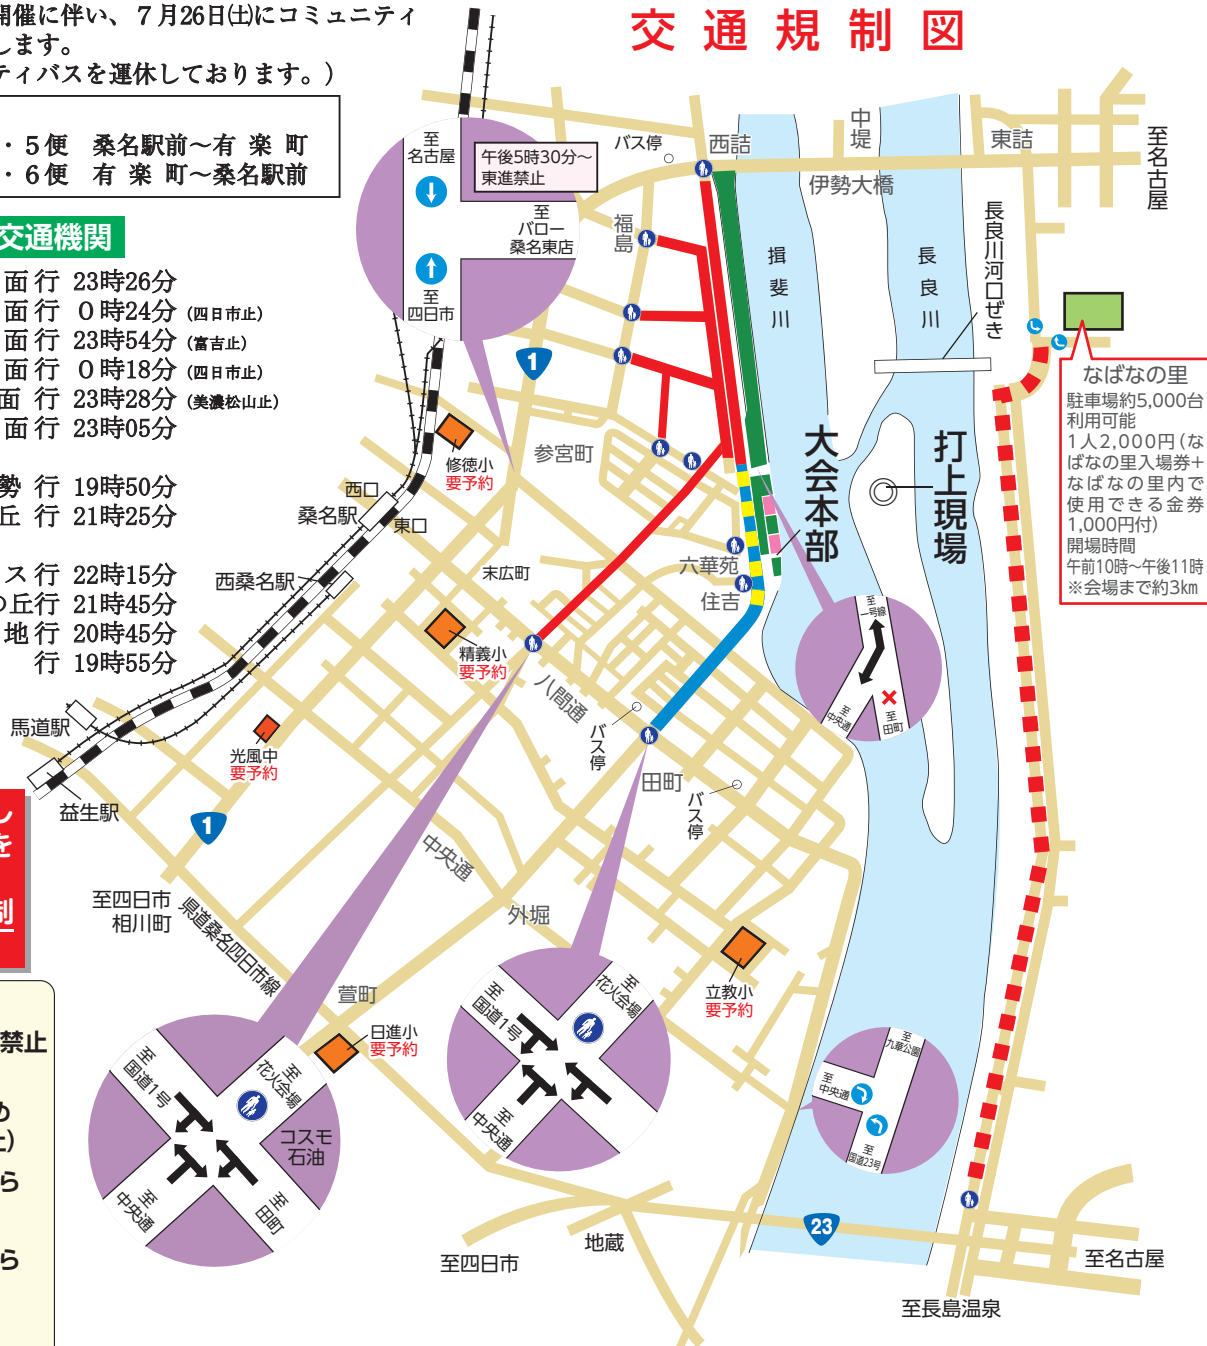 交通規制図
開催に伴い、７月26日㈯にコミュニティ
します。
ティバスを運休しております。）
・５便　桑名駅前～有 楽 町
・６便　有 楽 町～桑名駅前
交通機関
面 行 23時26分
面 行 ０時24分 (四日市止)
面 行 23時54分 (富吉止)
面 行 ０時18分 (四日市止)
面 行 23時28分 (美濃松山止)
面 行 23時05分
勢 行 19時50分
丘 行 21時25分
ス 行 22時15分
の丘行 21時45分
地 行 20時45分
行 19時55分
し
を
制
禁止
め
ら
ら
至
名古屋
午後5時30分～
東進禁止
至
バロー
桑名東店
至
四日市
バス停
西詰
中堤
東詰
至名古屋
伊勢大橋
福島
揖斐川
長良川
長良川河口ぜき
1
なばなの里
駐車場約5,000台
利用可能
1人2,000円（な
ばなの里入場券＋
なばなの里内で
使用できる金券
1,000円付）
開場時間
午前10時～午後11時
※会場まで約3㎞
参宮町
大会本部
打上現場
修徳小
要予約
西口
桑名駅
東口
西桑名駅
末広町
六華苑
住吉
至
一号線
至
中央通
至
田町
精義小
要予約
八間通
バス停
馬道駅
光風中
要予約
田町
バス停
益生駅
1
中央通
至四日市
相川町
県道桑名四日市線
外堀
萱町
立教小
要予約
日進小
要予約
至
国道1号
至
花火会場
至
中央通
至
国道1号
至
花火会場
コスモ
石油
至
中央通
至
田町
至
九華公園
至
中央通
至
国道23号
23
地蔵
至四日市
至名古屋
至長島温泉